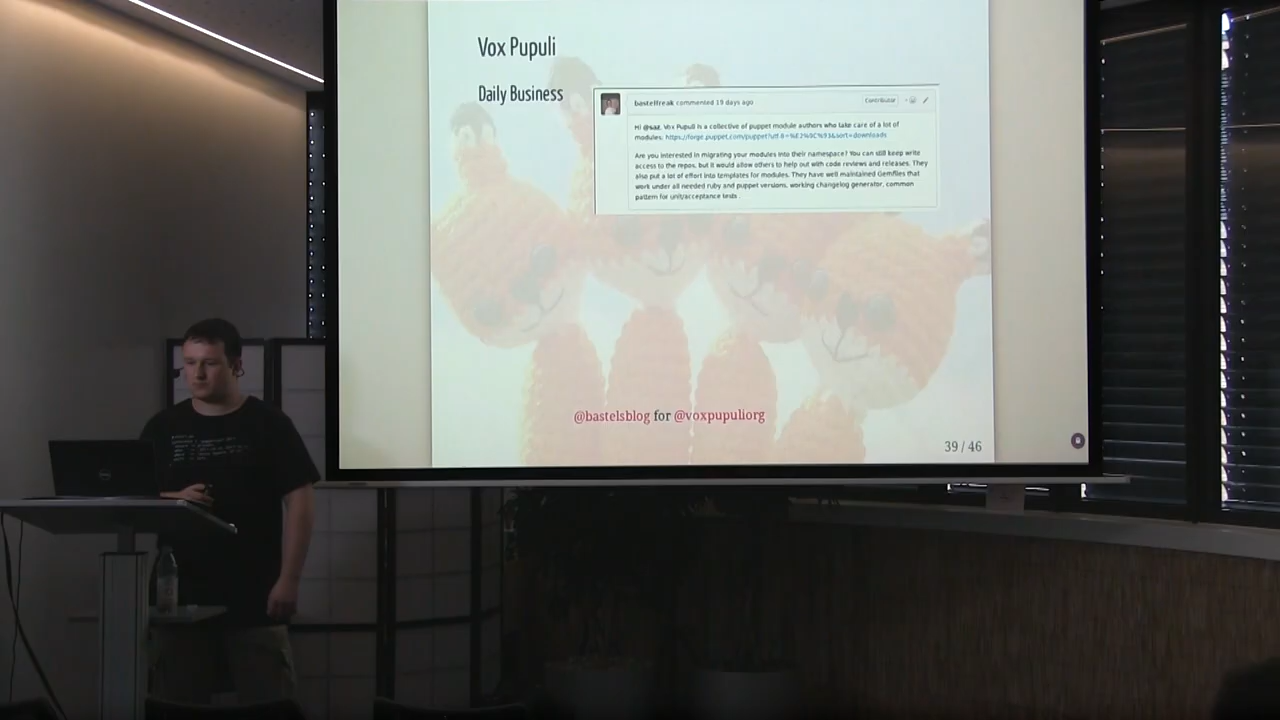 Vox Pupuli
Daily Business
bastelfreak commented 19 days ago
Contributor
Hi @saz, Vox Pupuli is a collective of puppet module authors who take care of a lot of
modules: https://forge.puppet.com/puppet?utf-8=%E2%9C%93&sort=downloads
Are you interested in migrating your modules into their namespace? You can still keep write
access to the repos, but it would allow others to help out with code reviews and releases. They
also put a lot of effort into templates for modules. They have well maintained Gemfiles that
work under all needed ruby and puppet versions, working changelog generator, common
pattern for unit/acceptance tests .
@bastelsblog for @voxpupuliorg
39 / 46